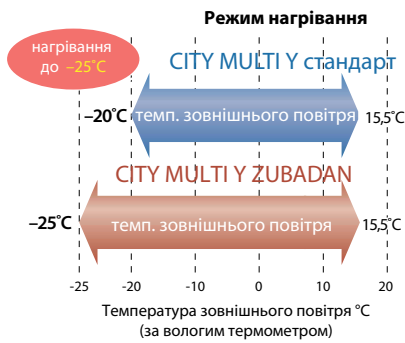 Режим нагрівання
нагрівання
до –25˚C
CITY MULTI Y стандарт
–20˚C
темп. зовнішнього повітря
15,5˚C
CITY MULTI Y ZUBADAN
–25˚C
темп. зовнішнього повітря
15,5˚C
-25 -20 -10 0 10 20
Температура зовнішнього повітря °C
(за вологим термометром)